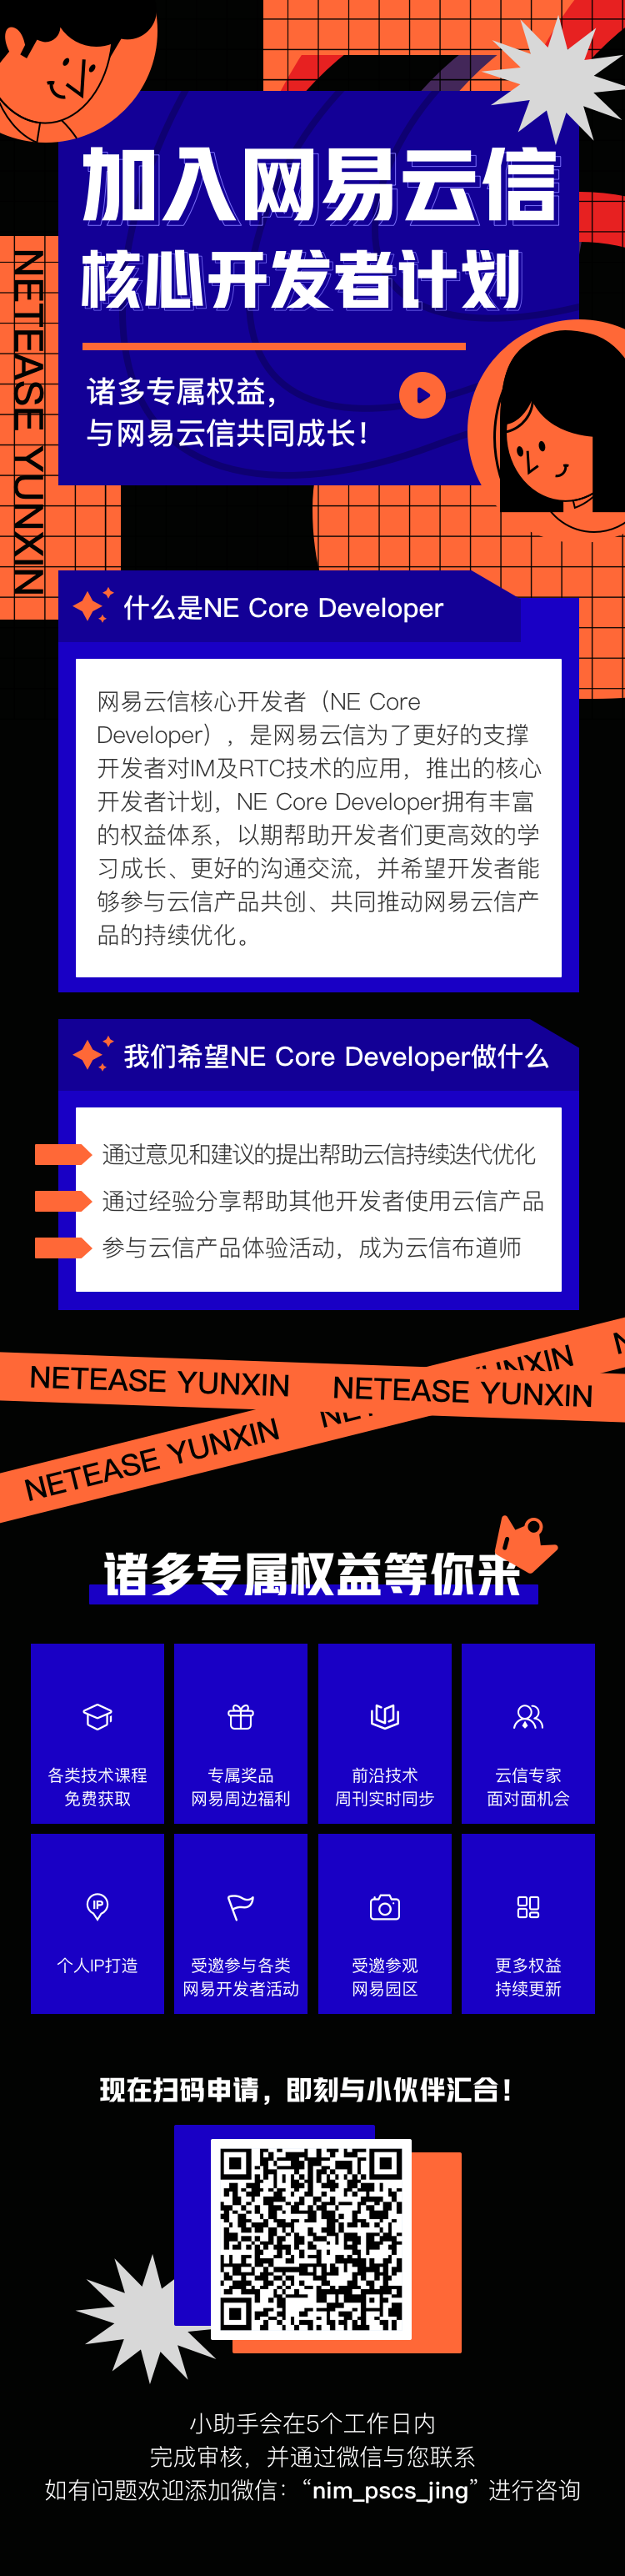 加入网易云信
核心开发者计划
诸多专属权益，
与网易云信共同成长！
NETEASE YUNXIN
什么是NE Core Developer
网易云信核心开发者（NE Core
Developer），是网易云信为了更好的支撑
开发者对IM及RTC技术的应用，推出的核心
开发者计划，NE Core Developer拥有丰富
的权益体系，以期帮助开发者们更高效的学
习成长、更好的沟通交流，并希望开发者能
够参与云信产品共创、共同推动网易云信产
品的持续优化。
我们希望NE Core Developer做什么
通过意见和建议的提出帮助云信持续迭代优化
通过经验分享帮助其他开发者使用云信产品
参与云信产品体验活动，成为云信布道师
NETEASE YUNXIN NETEASE YUNXIN
NETEASE YUNXIN
诸多专属权益等你来
各类技术课程
免费获取
专属奖品
网易周边福利
前沿技术
周刊实时同步
云信专家
面对面机会
IP
个人IP打造
受邀参与各类
网易开发者活动
受邀参观
网易园区
更多权益
持续更新
现在扫码申请，即刻与小伙伴汇合！
小助手会在5个工作日内
完成审核，并通过微信与您联系
如有问题欢迎添加微信：“nim_pscs_jing”进行咨询